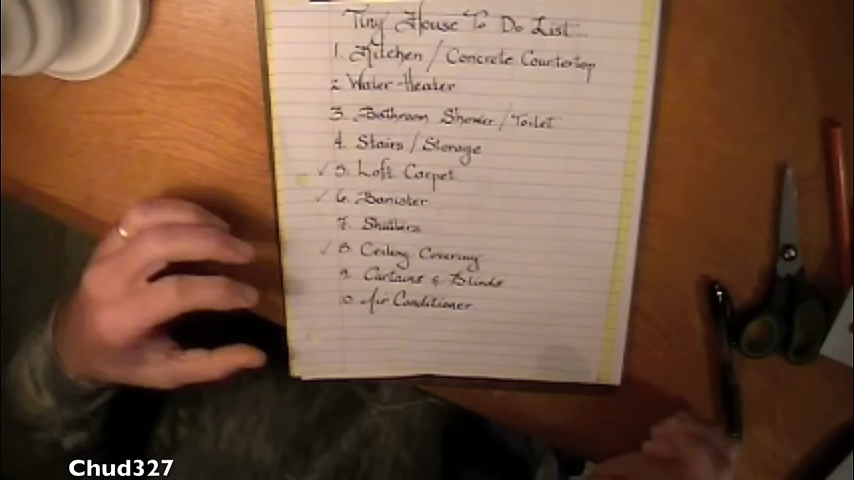 Tiny House To Do List...
1. Kitchen / Concrete Countertop
2. Water Heater
3. Bathroom Shower / Toilet
4. Stairs / Storage
✓ 5. Loft Carpet
✓ 6. Banister
7. Shutters
✓ 8. Ceiling Covering
9. Curtains & Blinds
10. Air Conditioner
Chud327